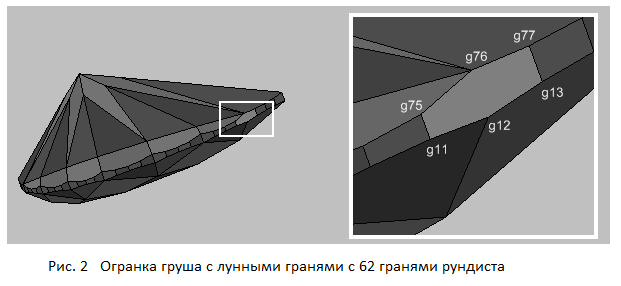 g77
g76
g75
g13
g12
g11
Рис. 2 Огранка груша с лунными гранями с 62 гранями рундиста